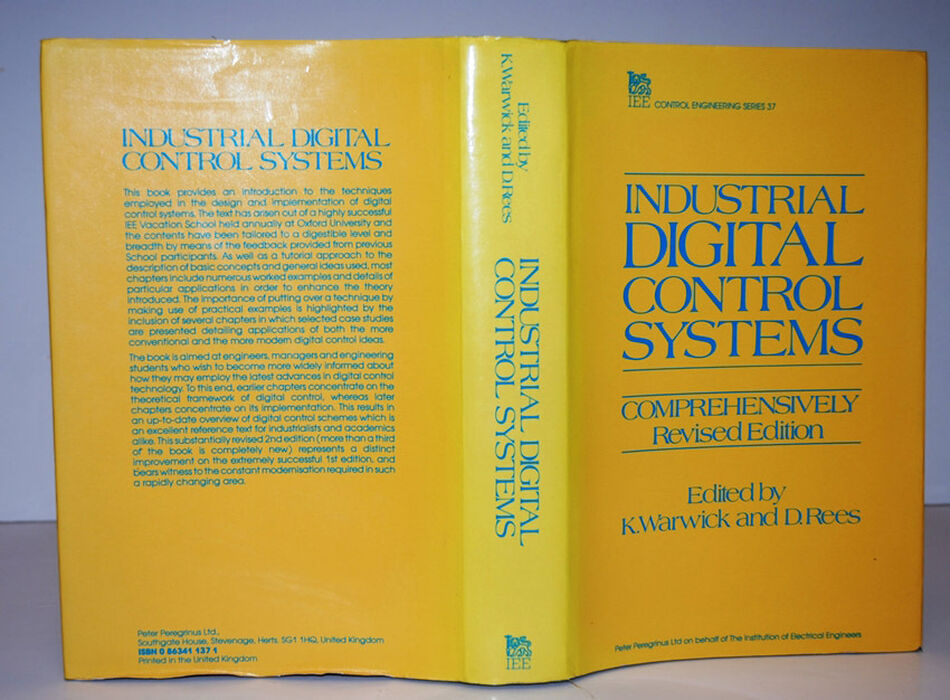 INDUSTRIAL DIGITAL
CONTROL SYSTEMS
This book provides an introduction to the techniques
employed in the design and implementation of digital
control systems. The text has arisen out of a highly successful
IEE Vacation School held annually at Oxford University and
the contents have been tailored to a digestible level and
breadth by means of the feedback provided from previous
School participants. As well as a tutorial approach to the
description of basic concepts and general ideas used, most
chapters include numerous worked examples and details of
particular applications in order to enhance the theory
introduced. The importance of putting over a technique by
making use of practical examples is highlighted by the
inclusion of several chapters in which selected case studies
are presented detailing applications of both the more
conventional and the more modern digital control ideas.
The book is aimed at engineers, managers and engineering
students who wish to become more widely informed about
how they may employ the latest advances in digital control
technology. To this end, earlier chapters concentrate on the
theoretical framework of digital control, whereas later
chapters concentrate on its implementation. This results in
an up-to-date overview of digital control schemes which is
an excellent reference text for industrialists and academics
alike. This substantially revised 2nd edition (more than a third
of the book is completely new) represents a distinct
improvement on the extremely successful 1st edition, and
bears witness to the constant modernisation required in such
a rapidly changing area.
Peter Peregrinus Ltd.,
Southgate House, Stevenage, Herts. SG1 1HQ, United Kingdom
ISBN 0 86341 137 1
Printed in the United Kingdom
Edited by
K. Warwick and D. Rees
INDUSTRIAL DIGITAL
CONTROL SYSTEMS
IEE
IEE CONTROL ENGINEERING SERIES 37
INDUSTRIAL
DIGITAL
CONTROL
SYSTEMS
COMPREHENSIVELY
Revised Edition
Edited by
K. Warwick and D. Rees
Peter Peregrinus Ltd on behalf of The Institution of Electrical Engineers